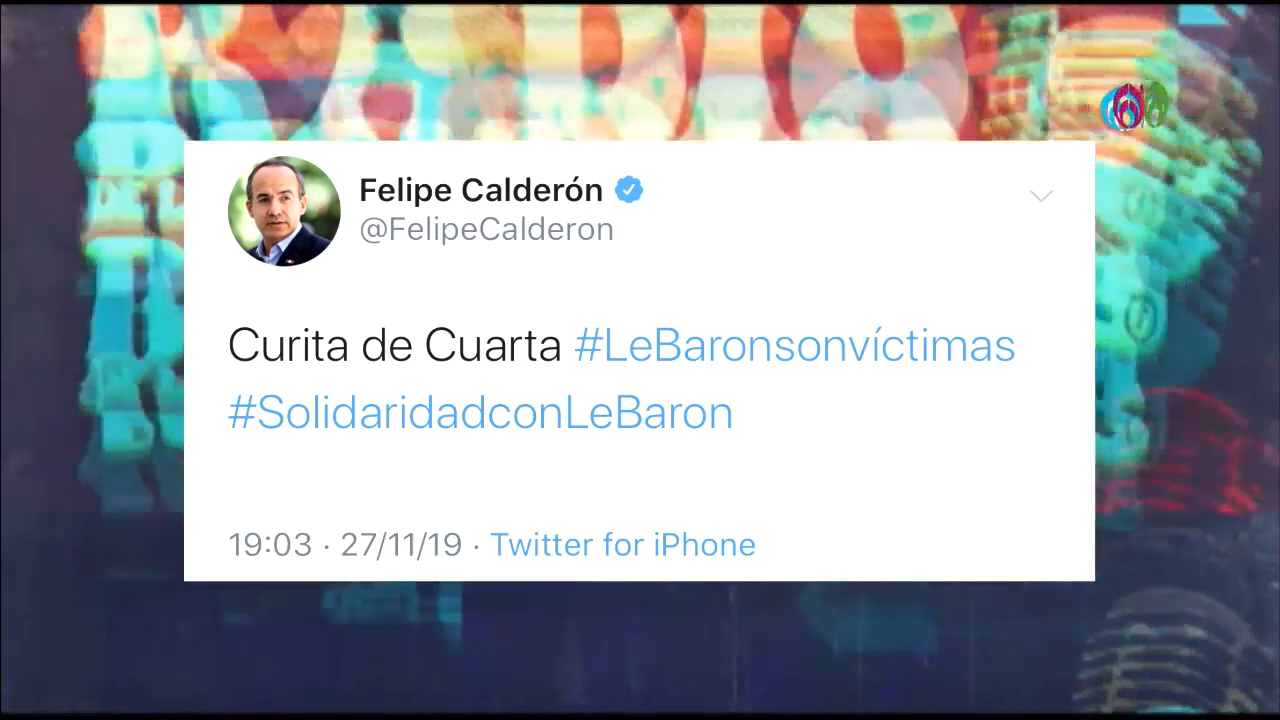 Felipe Calderón
@FelipeCalderon
Curita de Cuarta #LeBaronsonvíctimas
#SolidaridadconLeBaron
19:03 · 27/11/19 · Twitter for iPhone